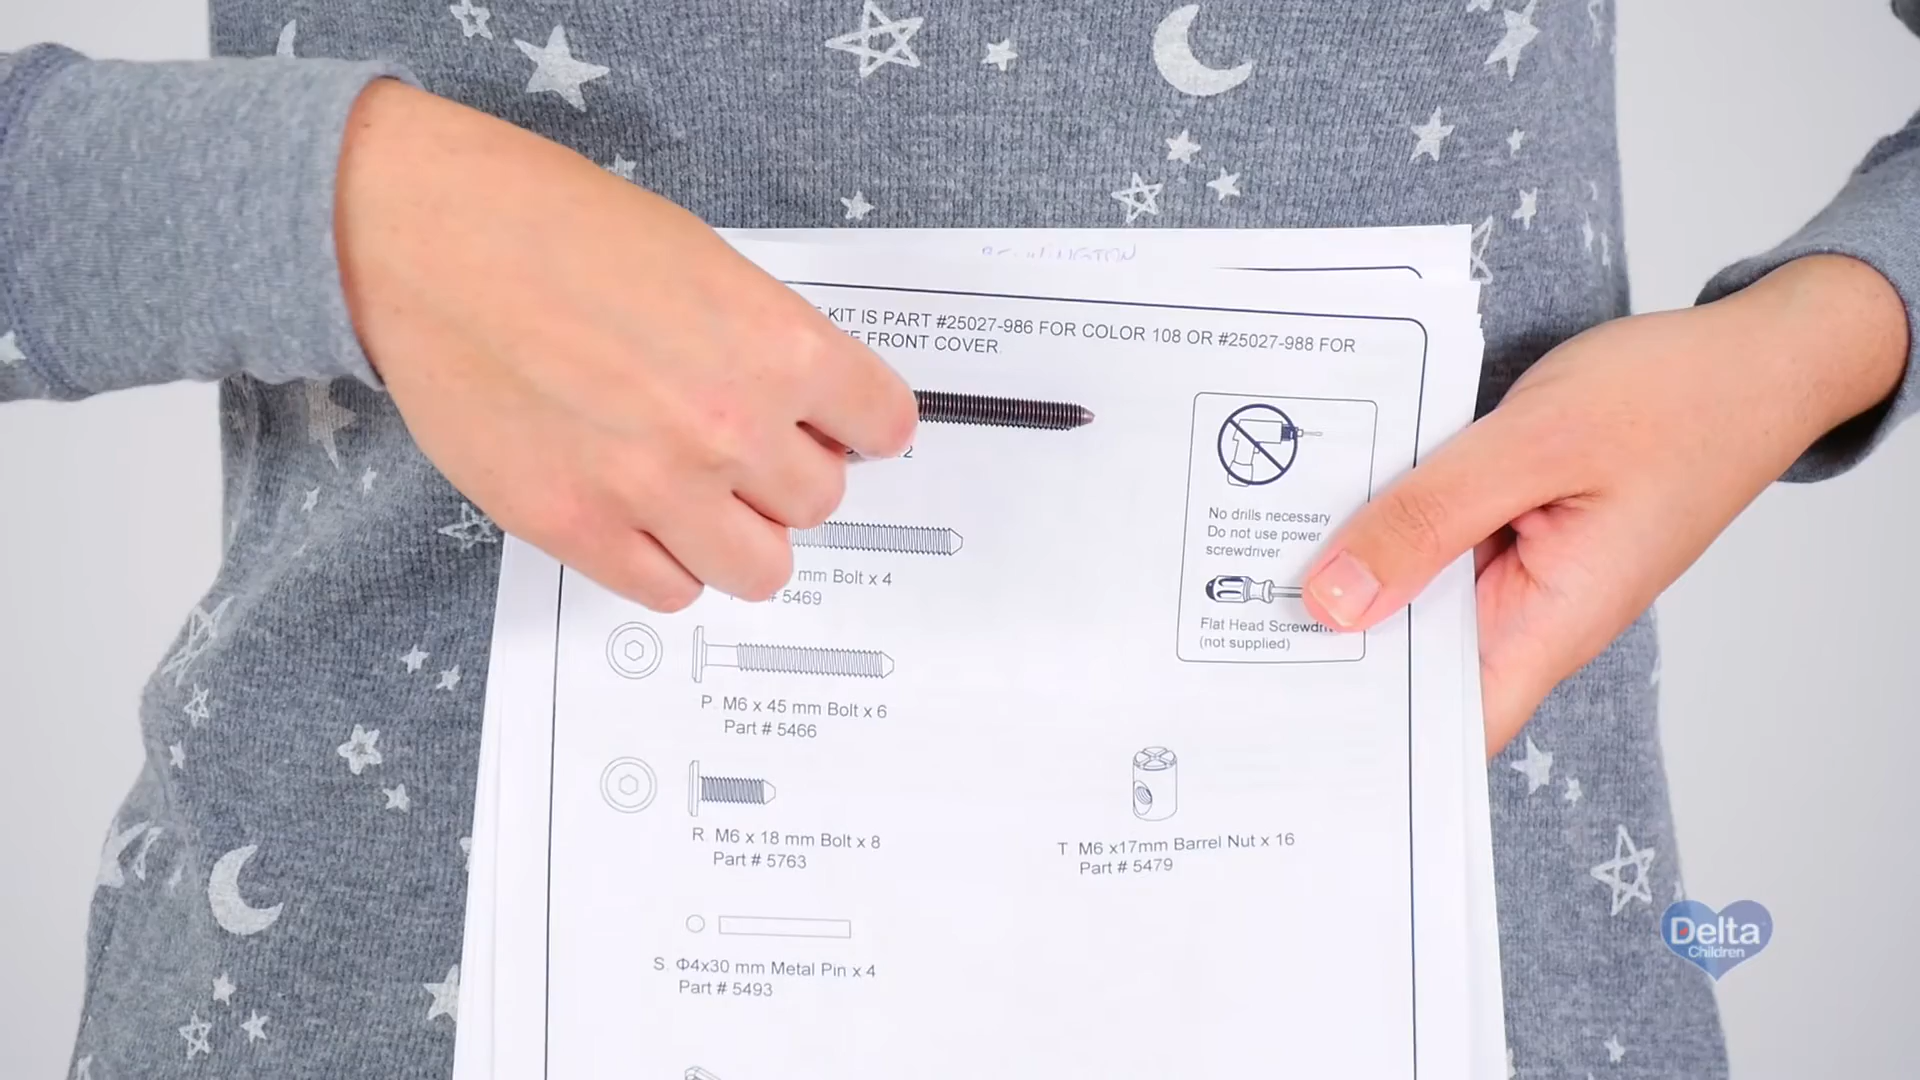 KIT IS PART #25027-986 FOR COLOR 108 OR #25027-988 FOR
FRONT COVER.
mm Bolt x 4
# 5469
P. M6 x 45 mm Bolt x 6
Part # 5466
R. M6 x 18 mm Bolt x 8
Part # 5763
S. Φ4x30 mm Metal Pin x 4
Part # 5493
No drills necessary
Do not use power
screwdriver
Flat Head
(not supplied)
T. M6 x17mm Barrel Nut x 16
Part # 5479
Delta
Children